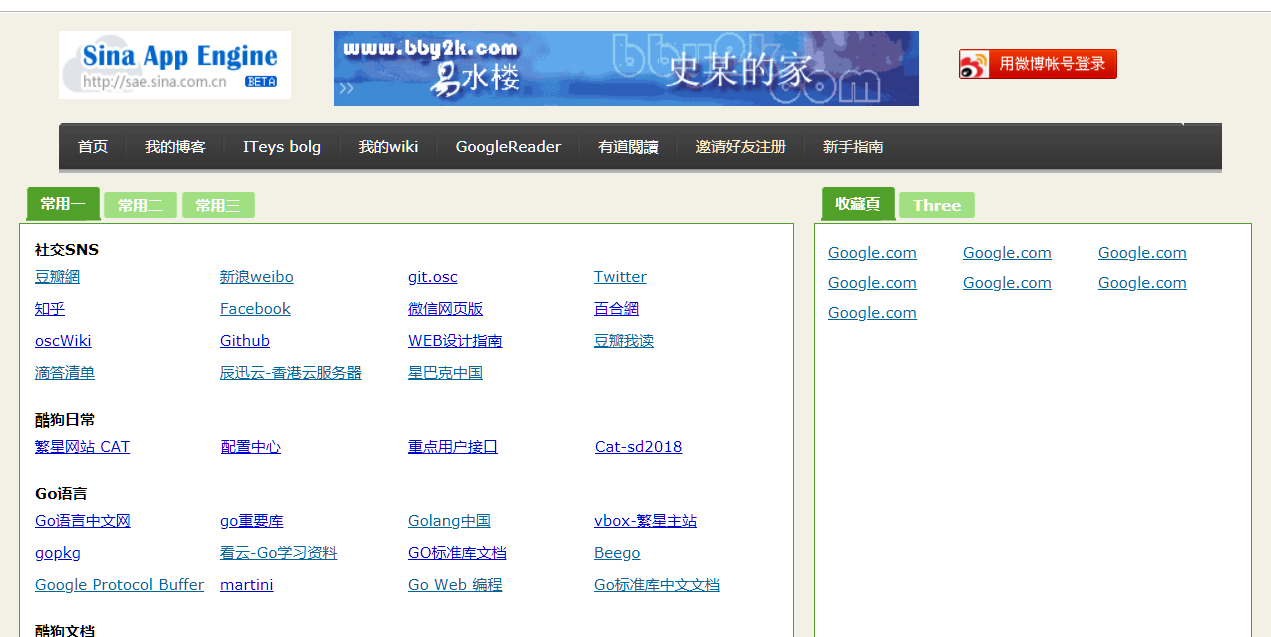 Sina App Engine
http://sae.sina.com.cn BETA
www.bby2k.com
易水楼
bby2k
史某的家
com
用微博帐号登录
首页 我的博客 ITeys bolg 我的wiki GoogleReader 有道閱讀 邀请好友注册 新手指南
常用一 常用二 常用三
收藏頁 Three
社交SNS
豆瓣網 新浪weibo git.osc Twitter
知乎 Facebook 微信网页版 百合網
oscWiki Github WEB设计指南 豆瓣我读
滴答清单 辰迅云-香港云服务器 星巴克中国
酷狗日常
繁星网站 CAT 配置中心 重点用户接口 Cat-sd2018
Go语言
Go语言中文网 go重要库 Golang中国 vbox-繁星主站
gopkg 看云-Go学习资料 GO标准库文档 Beego
Google Protocol Buffer martini Go Web 编程 Go标准库中文文档
酷狗文档
Google.com Google.com Google.com
Google.com Google.com Google.com
Google.com